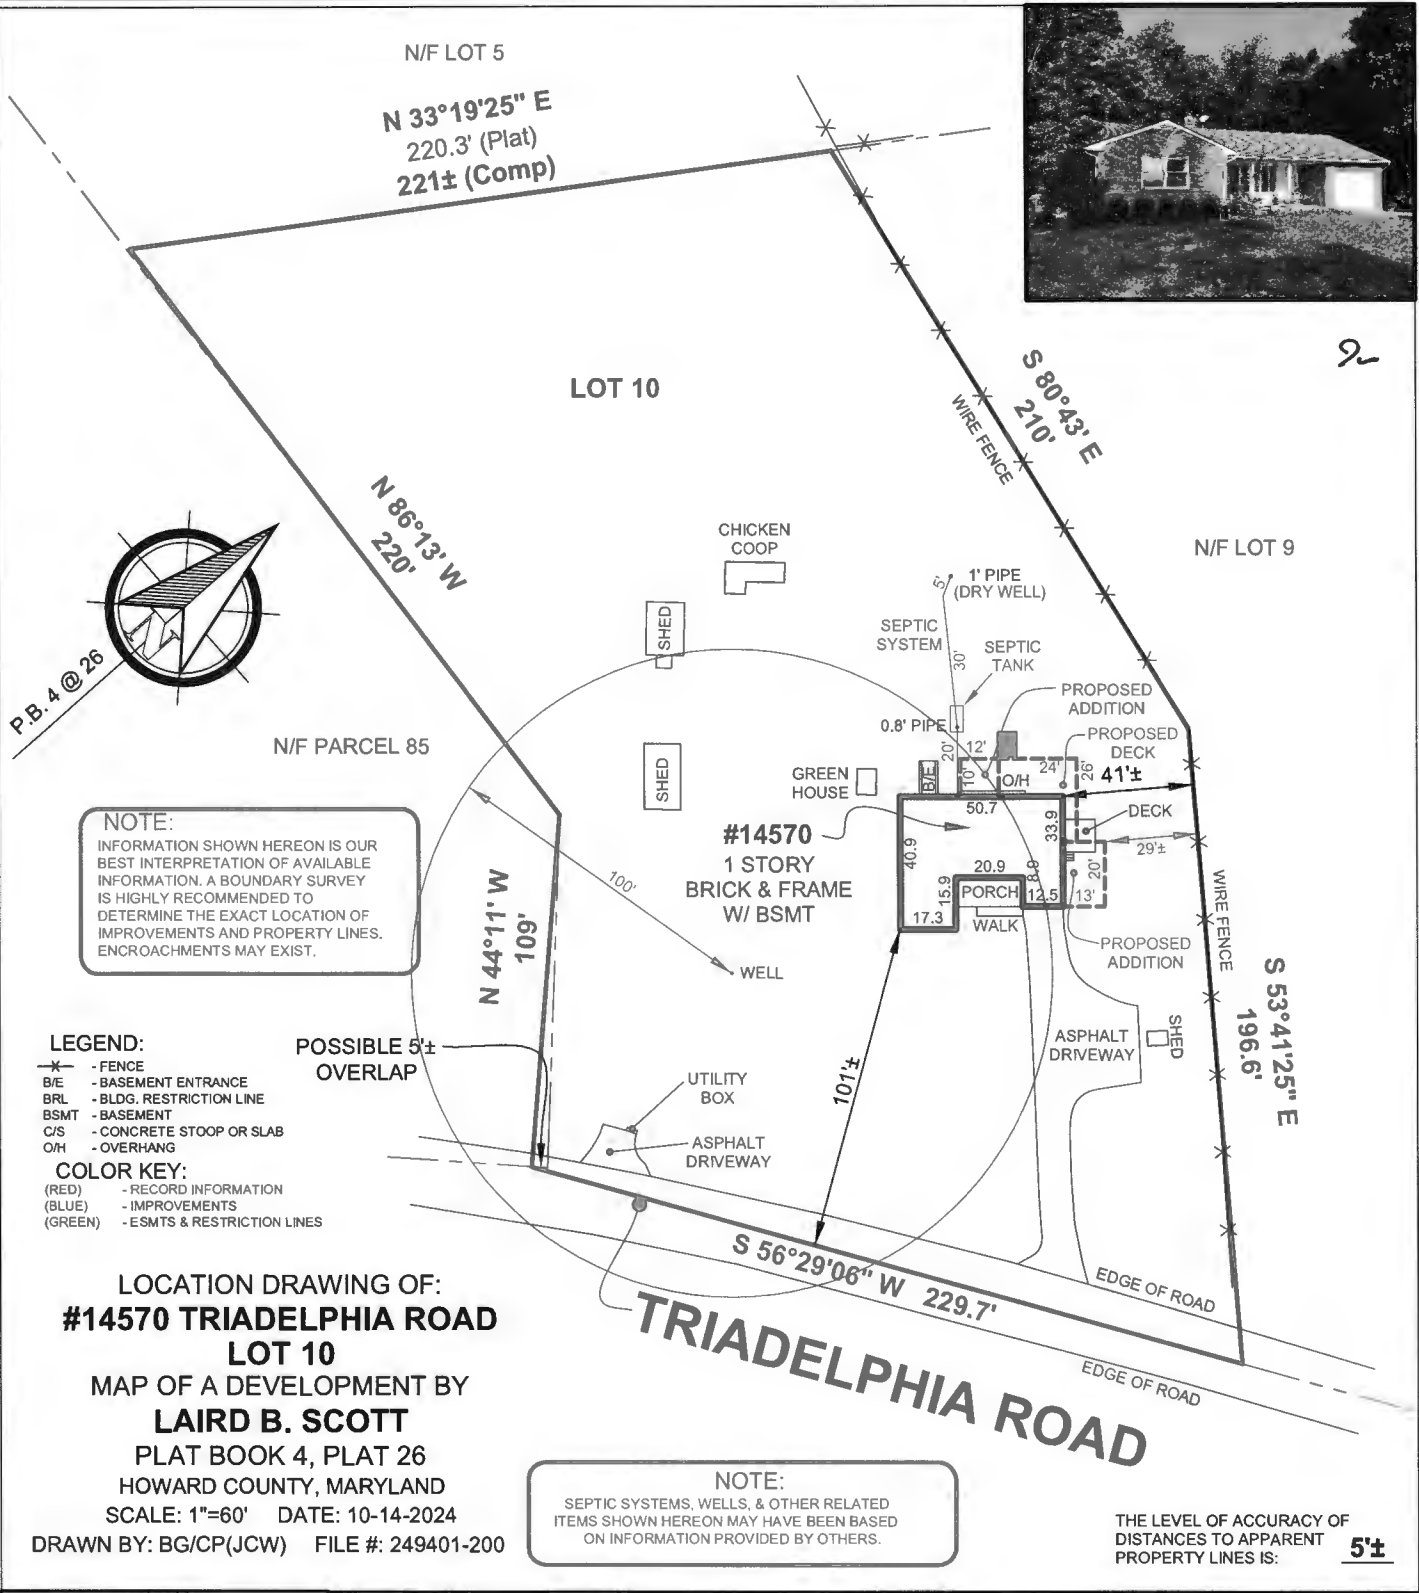 N/F LOT 5
N 33°19'25" E
220.3' (Plat)
221± (Comp)
LOT 10
S 80°43' E
210'
WIRE FENCE
N 86°13' W
220'
CHICKEN
COOP
N/F LOT 9
1' PIPE
(DRY WELL)
5'
SEPTIC
SYSTEM
30'
SEPTIC
TANK
SHED
P.B. 4 @ 26
N
PROPOSED
ADDITION
0.8' PIPE
PROPOSED
DECK
N/F PARCEL 85
20'
12'
10'
O/H
24'
26'
41'±
B/E
GREEN
HOUSE
SHED
50.7
DECK
#14570
1 STORY
BRICK & FRAME
W/ BSMT
40.9
33.9
29'±
20.9
8.9
20'
15.9
PORCH
12.5
13'
17.3
WALK
WIRE FENCE
NOTE:
INFORMATION SHOWN HEREON IS OUR
BEST INTERPRETATION OF AVAILABLE
INFORMATION. A BOUNDARY SURVEY
IS HIGHLY RECOMMENDED TO
DETERMINE THE EXACT LOCATION OF
IMPROVEMENTS AND PROPERTY LINES.
ENCROACHMENTS MAY EXIST.
100'
N 44°11' W
109'
WELL
PROPOSED
ADDITION
S 53°41'25" E
196.6'
ASPHALT
DRIVEWAY
SHED
LEGEND:
- FENCE
B/E - BASEMENT ENTRANCE
BRL - BLDG. RESTRICTION LINE
BSMT - BASEMENT
C/S - CONCRETE STOOP OR SLAB
O/H - OVERHANG
COLOR KEY:
(RED) - RECORD INFORMATION
(BLUE) - IMPROVEMENTS
(GREEN) - ESMTS & RESTRICTION LINES
POSSIBLE 5'±
OVERLAP
101'±
UTILITY
BOX
ASPHALT
DRIVEWAY
S 56°29'06" W 229.7'
EDGE OF ROAD
TRIADELPHIA ROAD
EDGE OF ROAD
LOCATION DRAWING OF:
#14570 TRIADELPHIA ROAD
LOT 10
MAP OF A DEVELOPMENT BY
LAIRD B. SCOTT
PLAT BOOK 4, PLAT 26
HOWARD COUNTY, MARYLAND
SCALE: 1"=60' DATE: 10-14-2024
DRAWN BY: BG/CP(JCW) FILE #: 249401-200
NOTE:
SEPTIC SYSTEMS, WELLS, & OTHER RELATED
ITEMS SHOWN HEREON MAY HAVE BEEN BASED
ON INFORMATION PROVIDED BY OTHERS.
THE LEVEL OF ACCURACY OF
DISTANCES TO APPARENT
PROPERTY LINES IS: 5'±